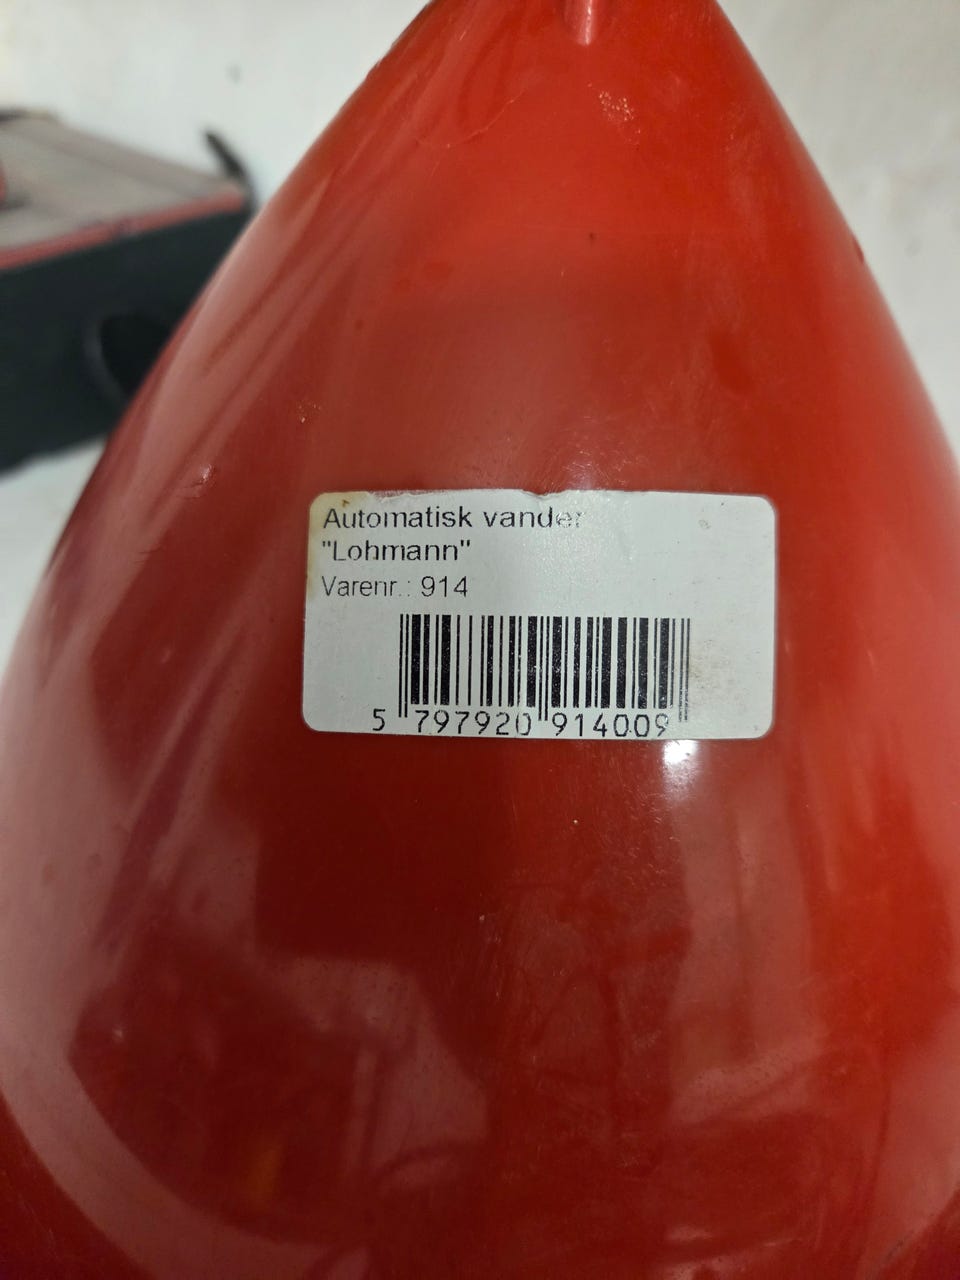 Automatisk vander
"Lohmann"
Varenr.: 914
5 797920 914009